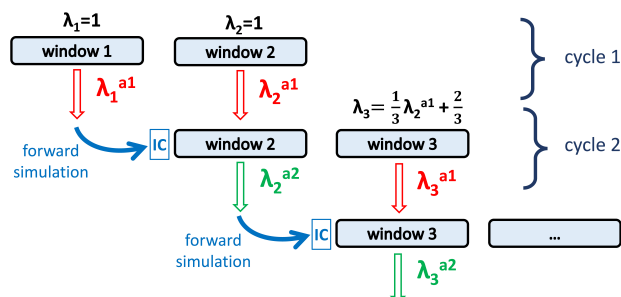 λ₁=1
λ₂=1
window 1
window 2
cycle 1
λ₁ᵃ¹
λ₂ᵃ¹
λ₃= 1/3 λ₂ᵃ¹ + 2/3
forward
simulation
IC
window 2
window 3
cycle 2
λ₂ᵃ²
λ₃ᵃ¹
forward
simulation
IC
window 3
...
λ₃ᵃ²